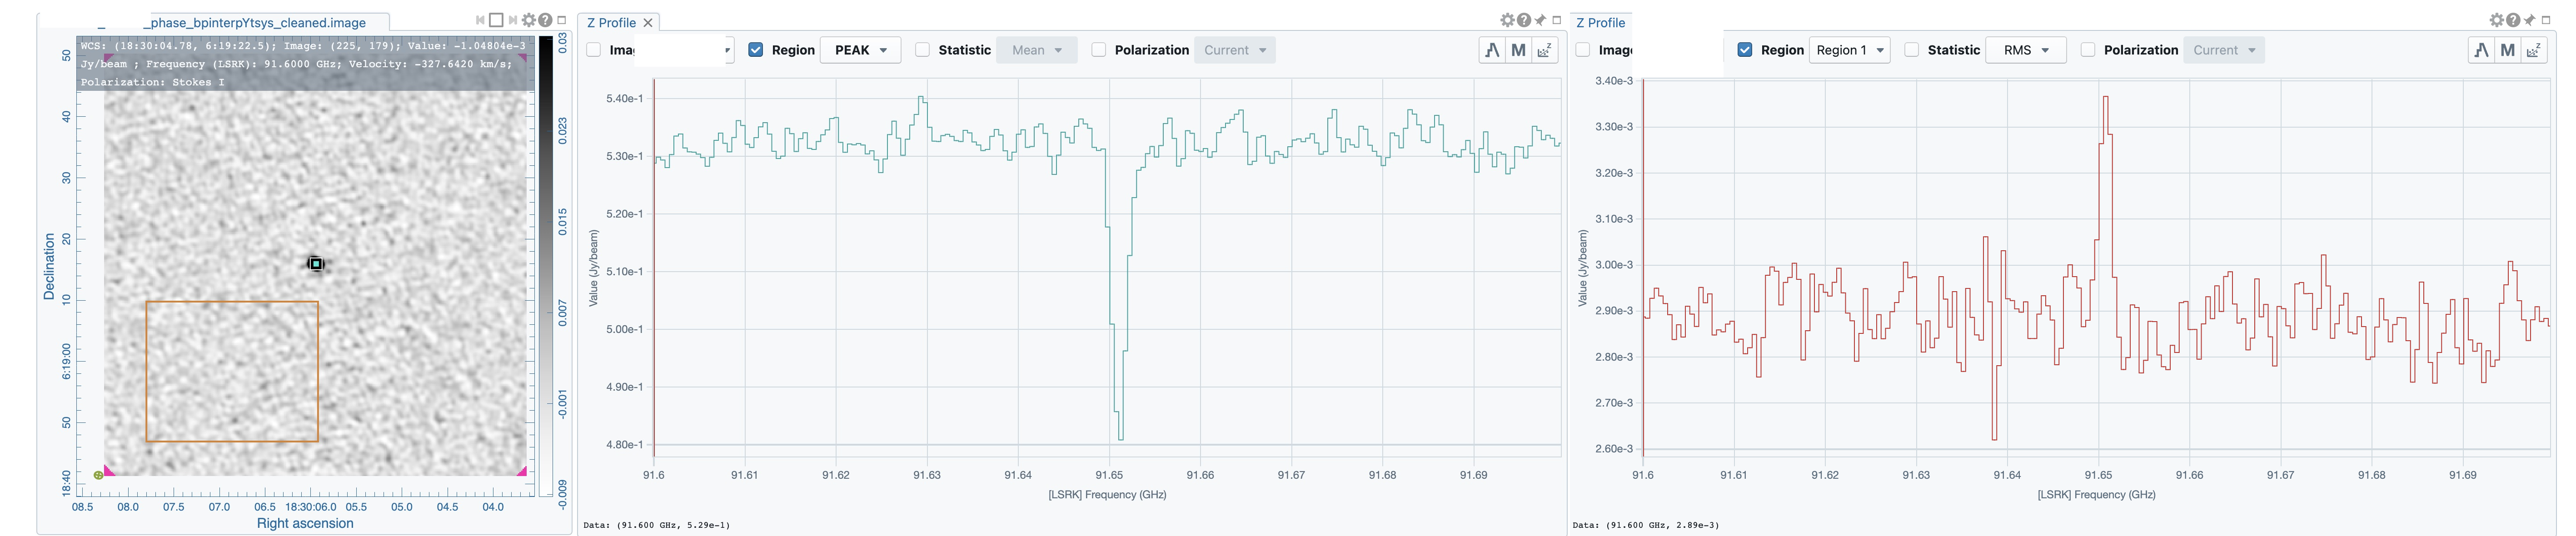 _phase_bpinterpYtsys_cleaned.image
WCS: (18:30:04.78, 6:19:22.5); Image: (225, 179); Value: -1.04804e-3
Jy/beam ; Frequency (LSRK): 91.6000 GHz; Velocity: -327.6420 km/s;
Polarization: Stokes I
50
40
30
20
10
6:19:00
50
18:40
Declination
08.5 08.0 07.5 07.0 06.5 18:30:06.0 05.5 05.0 04.5 04.0
Right ascension
0.03
0.023
0.015
0.007
-0.001
-0.009
Z Profile
Region PEAK Statistic Mean Polarization Current
M
5.40e-1
5.30e-1
5.20e-1
5.10e-1
5.00e-1
4.90e-1
4.80e-1
Value (Jy/beam)
91.6 91.61 91.62 91.63 91.64 91.65 91.66 91.67 91.68 91.69
[LSRK] Frequency (GHz)
Data: (91.600 GHz, 5.29e-1)
Z Profile
Image Region Region 1 Statistic RMS Polarization Current
M
3.40e-3
3.30e-3
3.20e-3
3.10e-3
3.00e-3
2.90e-3
2.80e-3
2.70e-3
2.60e-3
Value (Jy/beam)
91.6 91.61 91.62 91.63 91.64 91.65 91.66 91.67 91.68 91.69
[LSRK] Frequency (GHz)
Data: (91.600 GHz, 2.89e-3)